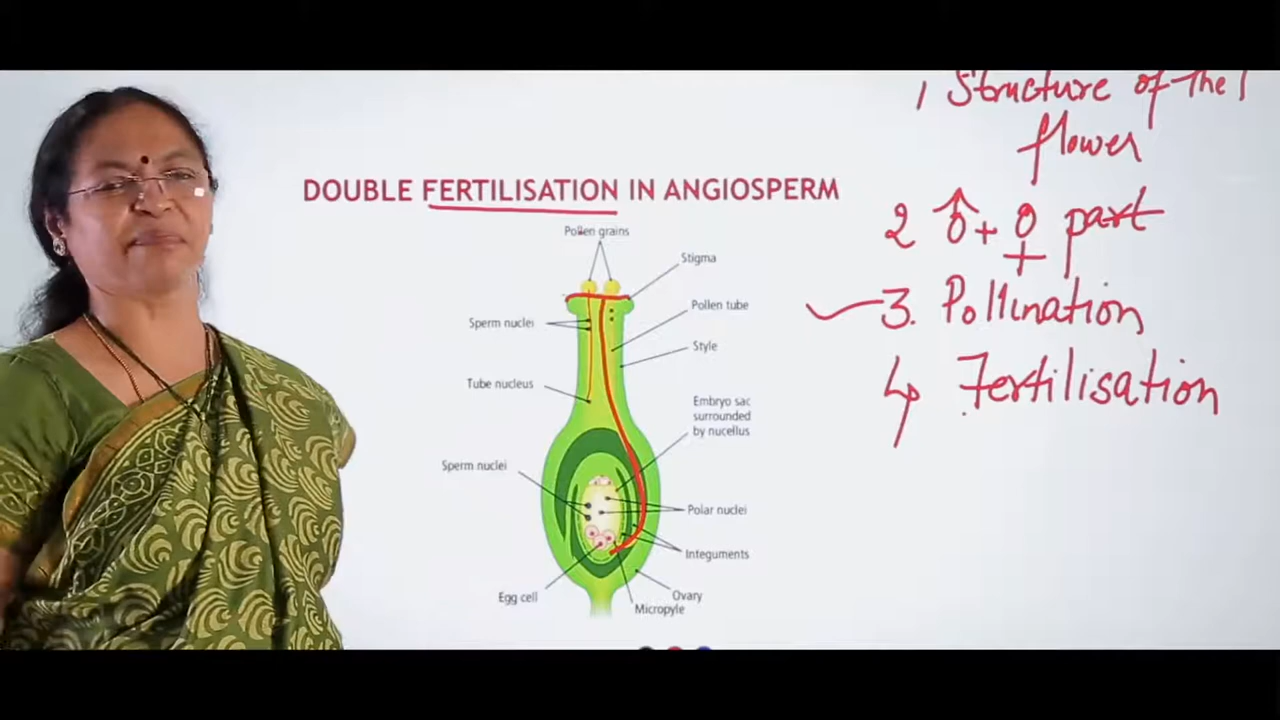 1 Structure of The
flower
2 ♂ + ♀ part
3. Pollination
4 Fertilisation
DOUBLE FERTILISATION IN ANGIOSPERM
Pollen grains
Stigma
Pollen tube
Sperm nuclei
Style
Tube nucleus
Embryo sac
surrounded
by nucellus
Sperm nuclei
Polar nuclei
Integuments
Egg cell
Ovary
Micropyle